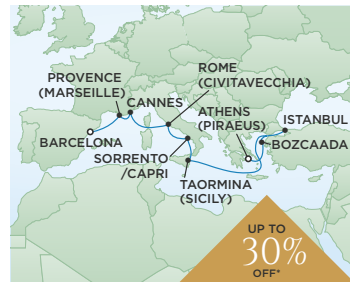 PROVENCE
(MARSEILLE)
CANNES
ROME
(CIVITAVECCHIA)
ATHENS
(PIRAEUS)
ISTANBUL
BARCELONA
BOZCAADA
SORRENTO
/CAPRI
TAORMINA
(SICILY)
UP TO
30%
OFF*